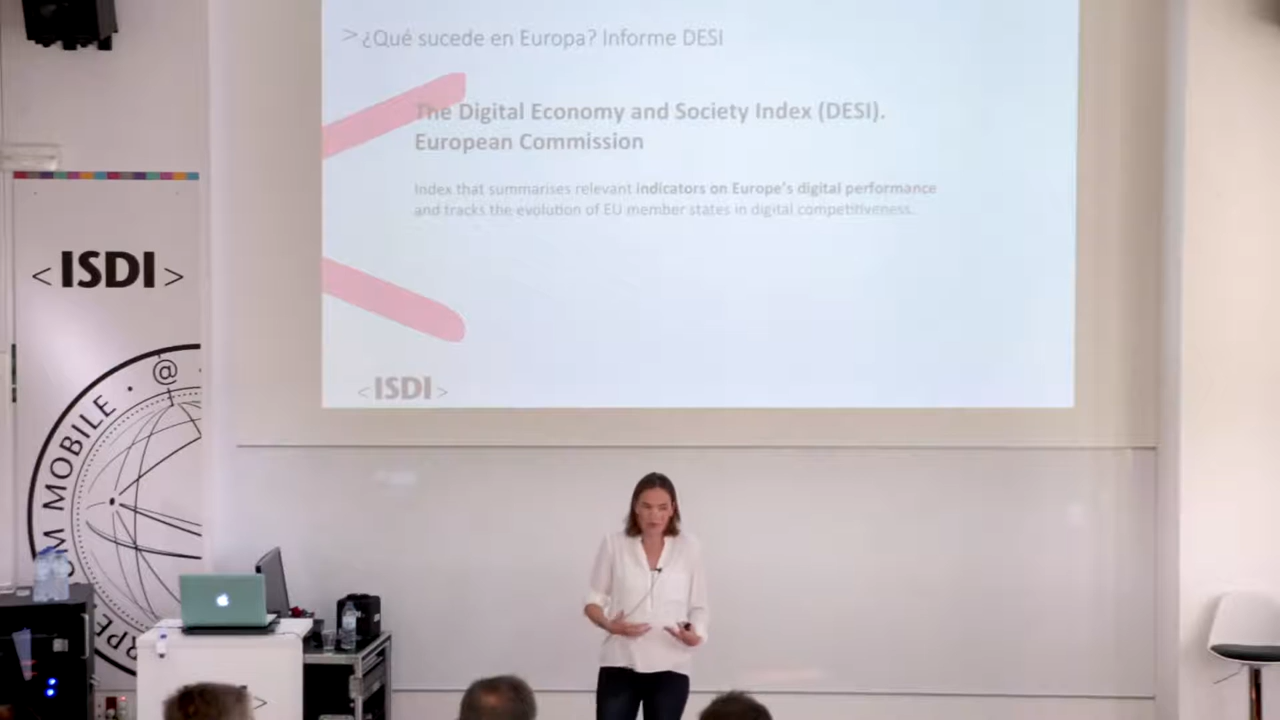 > ¿Qué sucede en Europa? Informe DESI
The Digital Economy and Society Index (DESI).
European Commission
Index that summarises relevant indicators on Europe's digital performance
and tracks the evolution of EU member states in digital competitiveness.
<ISDI>
<ISDI>
MOBILE · @